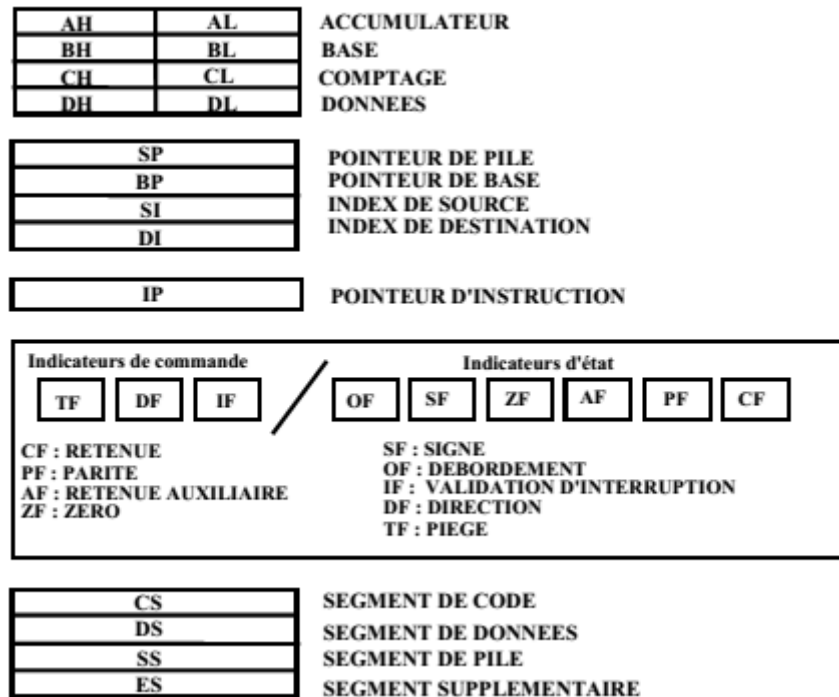 AH AL ACCUMULATEUR
BH BL BASE
CH CL COMPTAGE
DH DL DONNEES
SP POINTEUR DE PILE
BP POINTEUR DE BASE
SI INDEX DE SOURCE
DI INDEX DE DESTINATION
IP POINTEUR D'INSTRUCTION
Indicateurs de commande Indicateurs d'état
TF DF IF OF SF ZF AF PF CF
CF : RETENUE
PF : PARITE
AF : RETENUE AUXILIAIRE
ZF : ZERO
SF : SIGNE
OF : DEBORDEMENT
IF : VALIDATION D'INTERRUPTION
DF : DIRECTION
TF : PIEGE
CS SEGMENT DE CODE
DS SEGMENT DE DONNEES
SS SEGMENT DE PILE
ES SEGMENT SUPPLEMENTAIRE